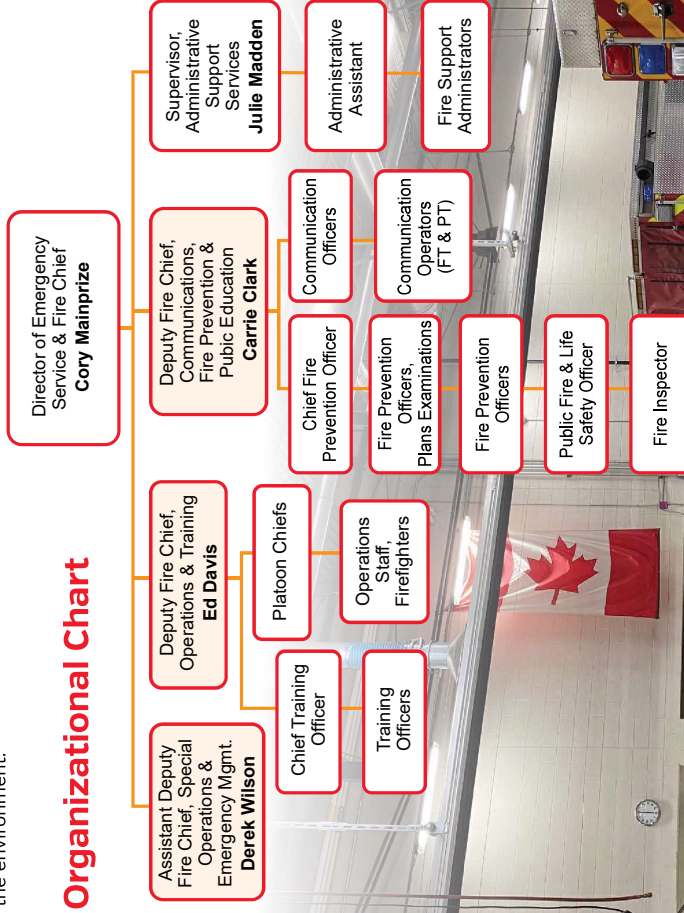 the environment.
Organizational Chart
Director of Emergency
Service & Fire Chief
Cory Mainprize
Assistant Deputy
Fire Chief, Special
Operations &
Emergency Mgmt.
Derek Wilson
Deputy Fire Chief,
Operations & Training
Ed Davis
Chief Training
Officer
Training
Officers
Platoon Chiefs
Operations
Staff,
Firefighters
Deputy Fire Chief,
Communications,
Fire Prevention &
Pubic Education
Carrie Clark
Chief Fire
Prevention Officer
Fire Prevention
Officers,
Plans Examinations
Fire Prevention
Officers
Public Fire & Life
Safety Officer
Fire Inspector
Communication
Officers
Communication
Operators
(FT & PT)
Supervisor,
Administrative
Support
Services
Julie Madden
Administrative
Assistant
Fire Support
Administrators